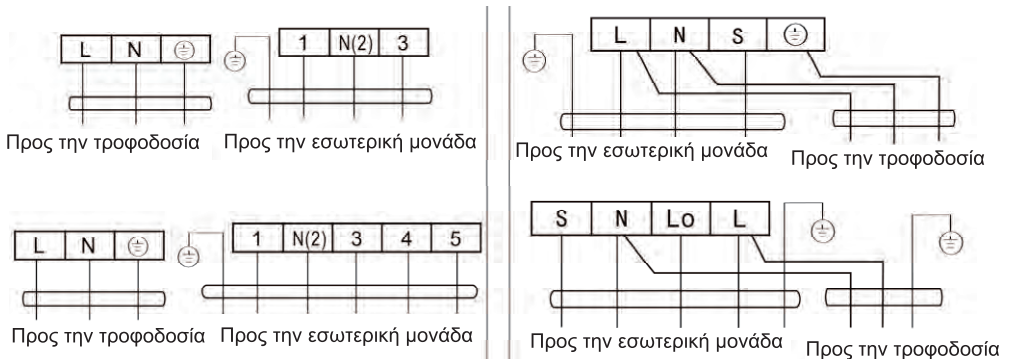 L N
1 N(2) 3
Προς την τροφοδοσία
Προς την εσωτερική μονάδα
L N S
Προς την εσωτερική μονάδα
Προς την τροφοδοσία
L N
1 N(2) 3 4 5
Προς την τροφοδοσία
Προς την εσωτερική μονάδα
S N Lo L
Προς την εσωτερική μονάδα
Προς την τροφοδοσία